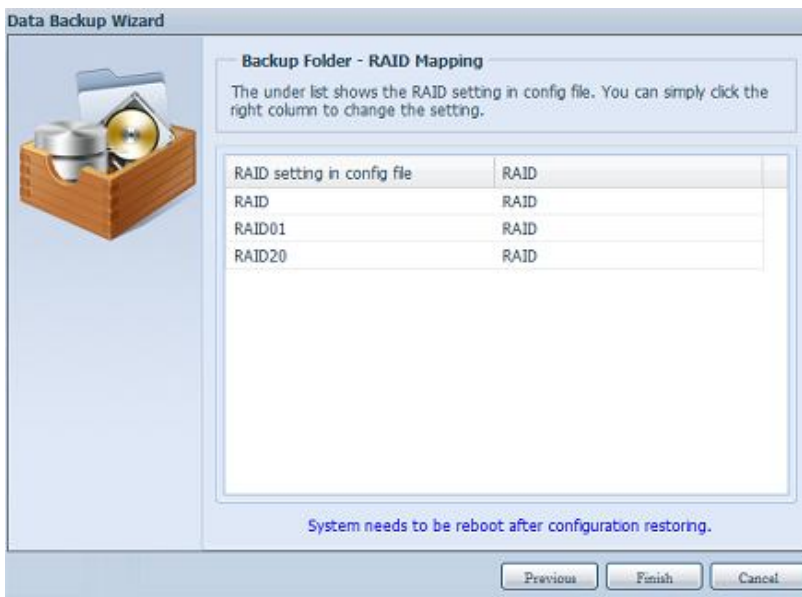 Data Backup Wizard
Backup Folder - RAID Mapping
The under list shows the RAID setting in config file. You can simply click the
right column to change the setting.
RAID setting in config file RAID
RAID RAID
RAID01 RAID
RAID20 RAID
System needs to be reboot after configuration restoring.
Previous Finish Cancel